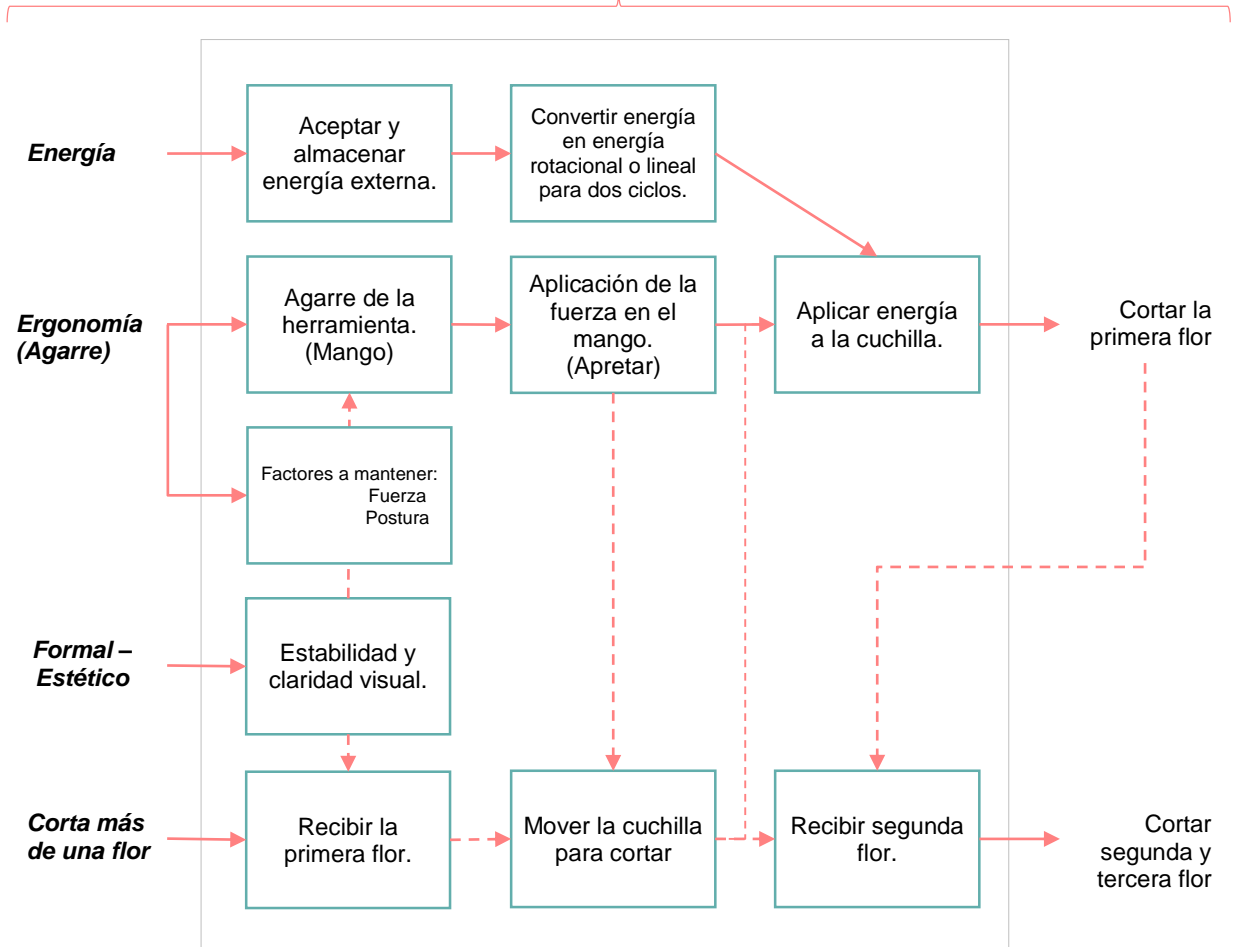 Energía
Aceptar y
almacenar
energía externa.
Convertir energía
en energía
rotacional o lineal
para dos ciclos.
Ergonomía
(Agarre)
Agarre de la
herramienta.
(Mango)
Aplicación de la
fuerza en el
mango.
(Apretar)
Aplicar energía
a la cuchilla.
Cortar la
primera flor
Factores a mantener:
Fuerza
Postura
Formal –
Estético
Estabilidad y
claridad visual.
Corta más
de una flor
Recibir la
primera flor.
Mover la cuchilla
para cortar
Recibir segunda
flor.
Cortar
segunda y
tercera flor